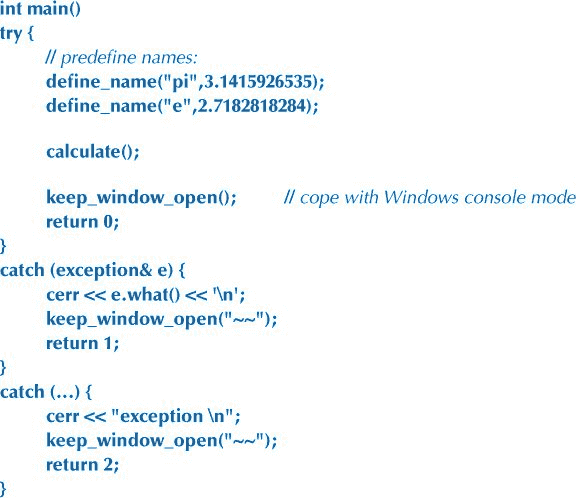 int main()
try {
// predefine names:
define_name("pi",3.1415926535);
define_name("e",2.7182818284);
calculate();
keep_window_open(); // cope with Windows console mode
return 0;
}
catch (exception& e) {
cerr << e.what() << '\n';
keep_window_open("~~");
return 1;
}
catch (…) {
cerr << "exception \n";
keep_window_open("~~");
return 2;
}